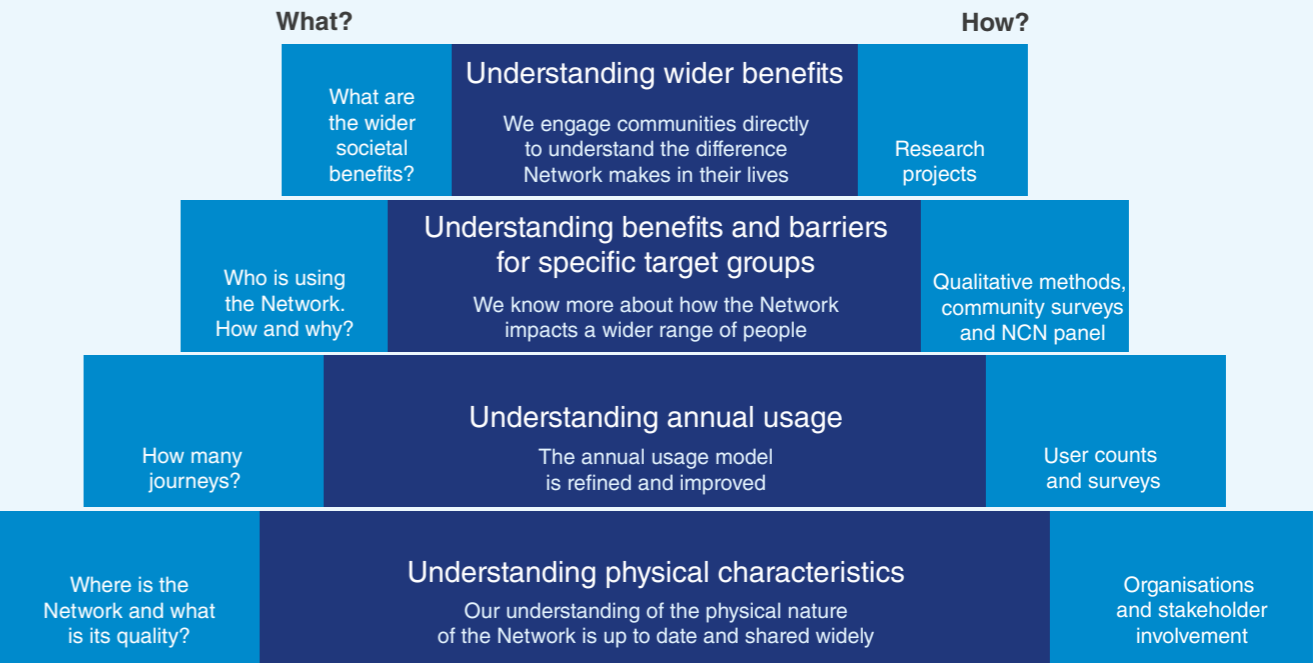 What?
How?
What are
the wider
societal
benefits?
Understanding wider benefits
We engage communities directly
to understand the difference
Network makes in their lives
Research
projects
Who is using
the Network.
How and why?
Understanding benefits and barriers
for specific target groups
We know more about how the Network
impacts a wider range of people
Qualitative methods,
community surveys
and NCN panel
How many
journeys?
Understanding annual usage
The annual usage model
is refined and improved
User counts
and surveys
Where is the
Network and what
is its quality?
Understanding physical characteristics
Our understanding of the physical nature
of the Network is up to date and shared widely
Organisations
and stakeholder
involvement